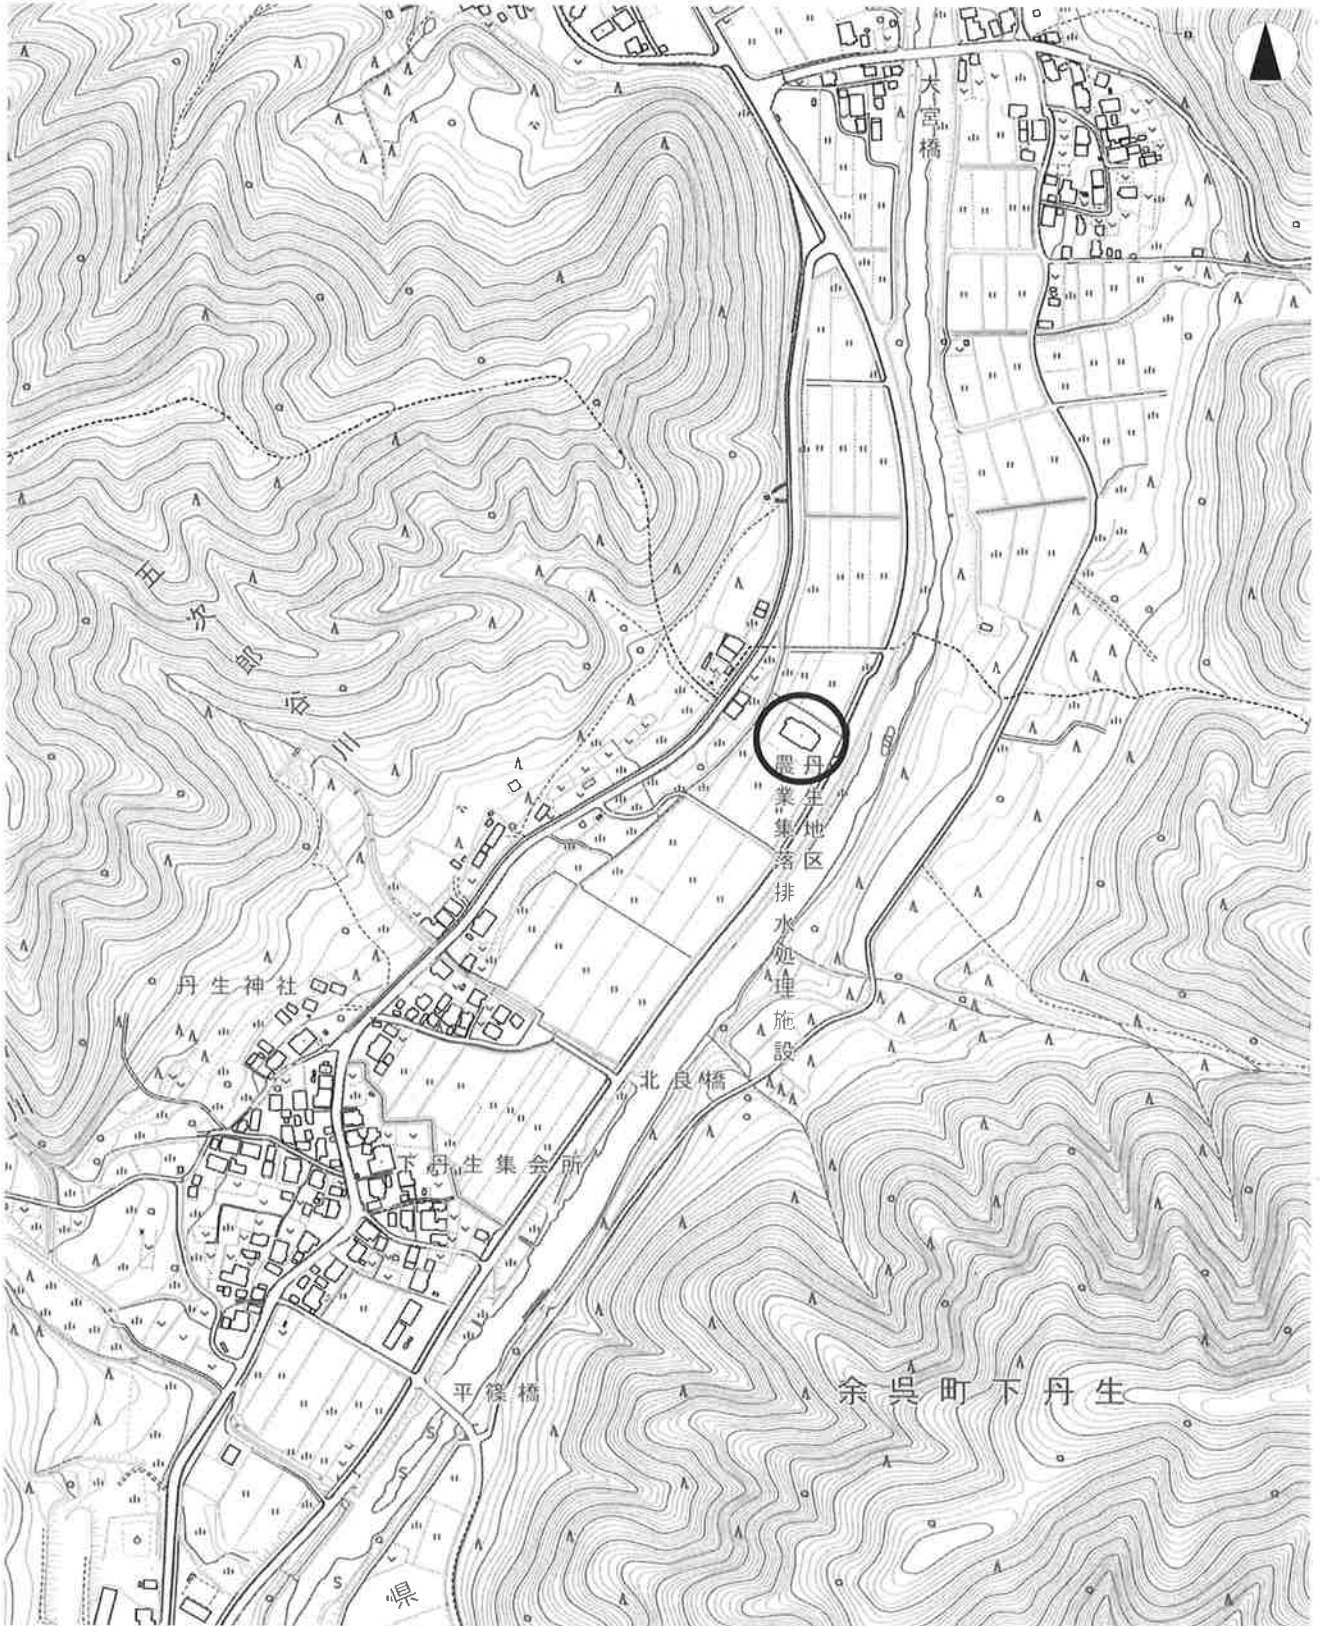 大宮橋
五次郎谷川
丹生地区
農業集落排水処理施設
丹生神社
北良橋
下丹生集会所
平篠橋
余呉町下丹生
県
S
S
S